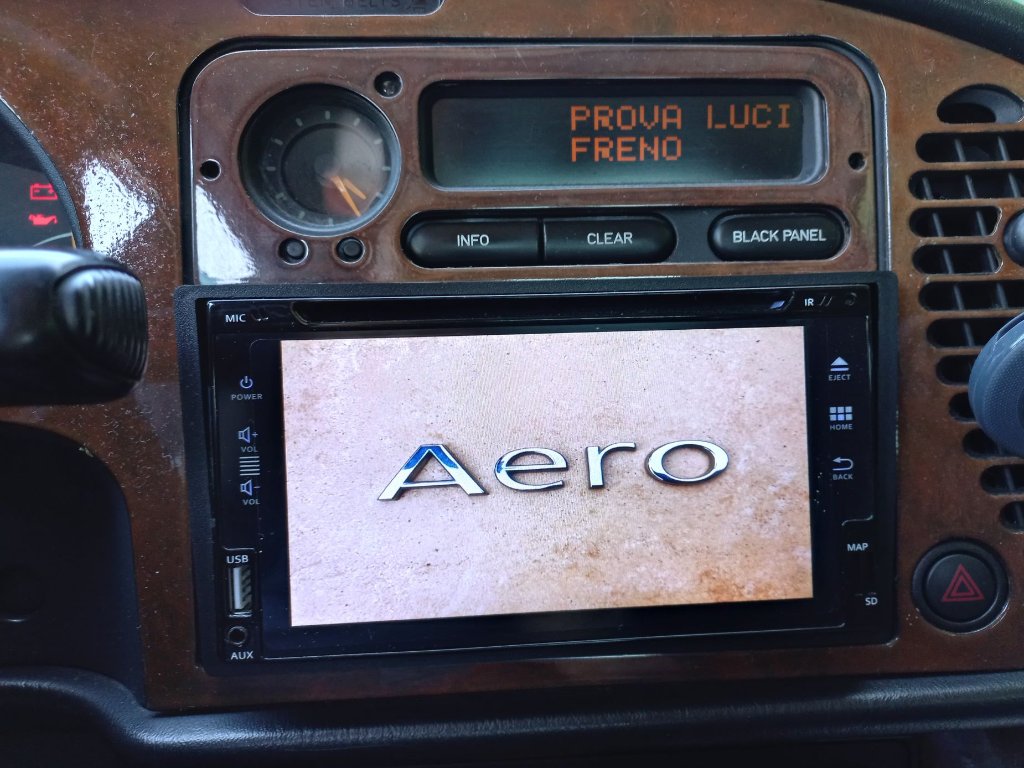 PROVA LUCI
FRENO
INFO
CLEAR
BLACK PANEL
MIC
IR
POWER
VOL
VOL
USB
AUX
Aero
EJECT
HOME
BACK
MAP
SD